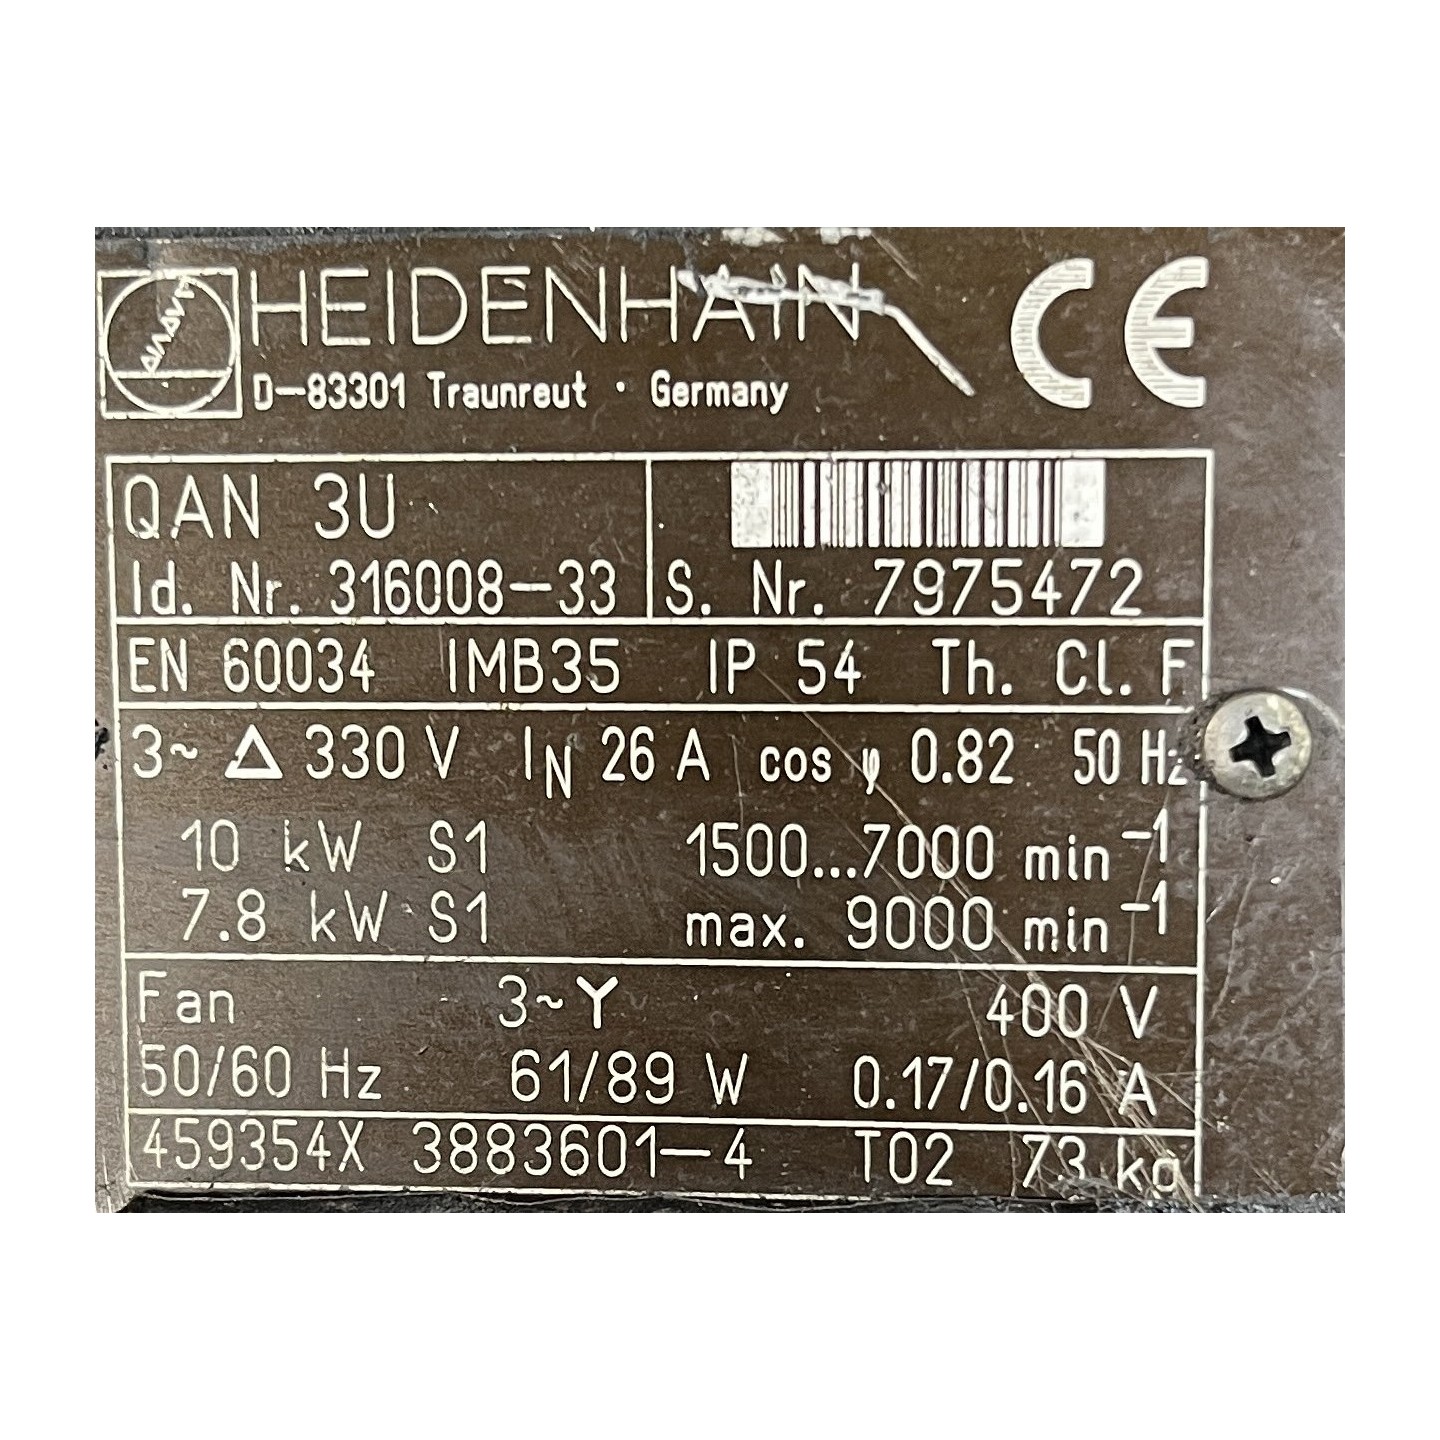 HEIDENHAIN
D-83301 Traunreut · Germany
CE
QAN 3U
Id. Nr. 316008-33 S. Nr. 7975472
EN 60034 IMB35 IP 54 Th. Cl. F
3~ Δ 330 V IN 26 A cos φ 0.82 50 Hz
10 kW S1 1500...7000 min⁻¹
7.8 kW S1 max. 9000 min⁻¹
Fan 3~Y 400 V
50/60 Hz 61/89 W 0.17/0.16 A
459354X 3883601-4 T02 73 kg